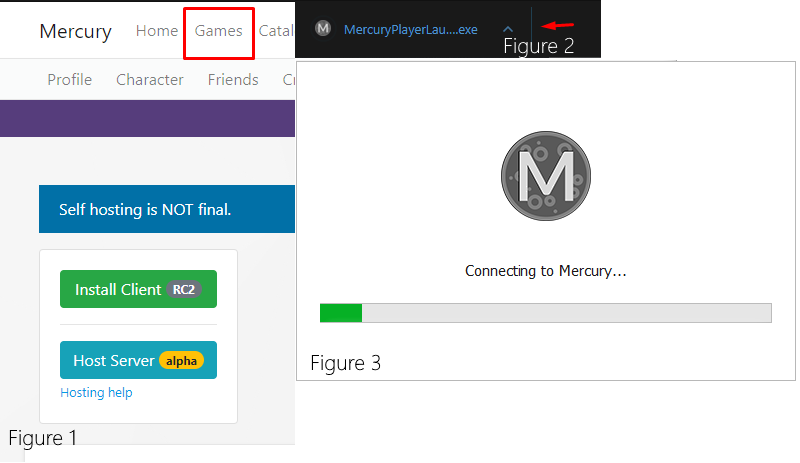 Mercury Home Games Catal
Profile Character Friends C
Self hosting is NOT final.
Install Client RC2
Host Server alpha
Hosting help
Figure 1
M MercuryPlayerLau....exe
Figure 2
M
Connecting to Mercury...
Figure 3